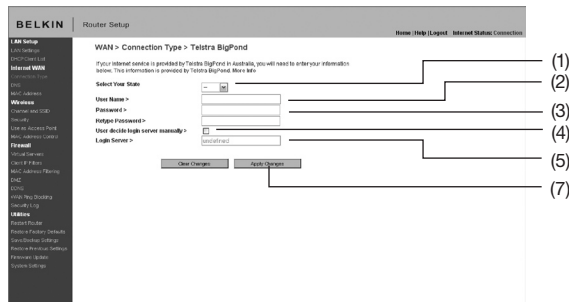 BELKIN
Router Setup
Home | Help | Logout Internet Status: Connection
LAN Setup
LAN Settings
DHCP Client List
Internet WAN
Connection Type
DNS
MAC Address
Wireless
Channel and SSID
Security
Use as Access Point
MAC Address Control
Firewall
Virtual Servers
Client IP Filters
MAC Address Filtering
DMZ
DDNS
WAN Ping Blocking
Security Log
Utilities
Restart Router
Restore Factory Defaults
Save/Backup Settings
Restore Previous Settings
Firmware Update
System Settings
WAN > Connection Type > Telstra BigPond
If your Internet service is provided by Telstra BigPond in Australia, you will need to enter your information
below. This information is provided by Telstra BigPond. More Info
Select Your State
--
(1)
User Name >
(2)
Password >
(3)
Retype Password >
User decide login server manually >
(4)
Login Server >
undefined
(5)
Clear Changes
Apply Changes
(7)